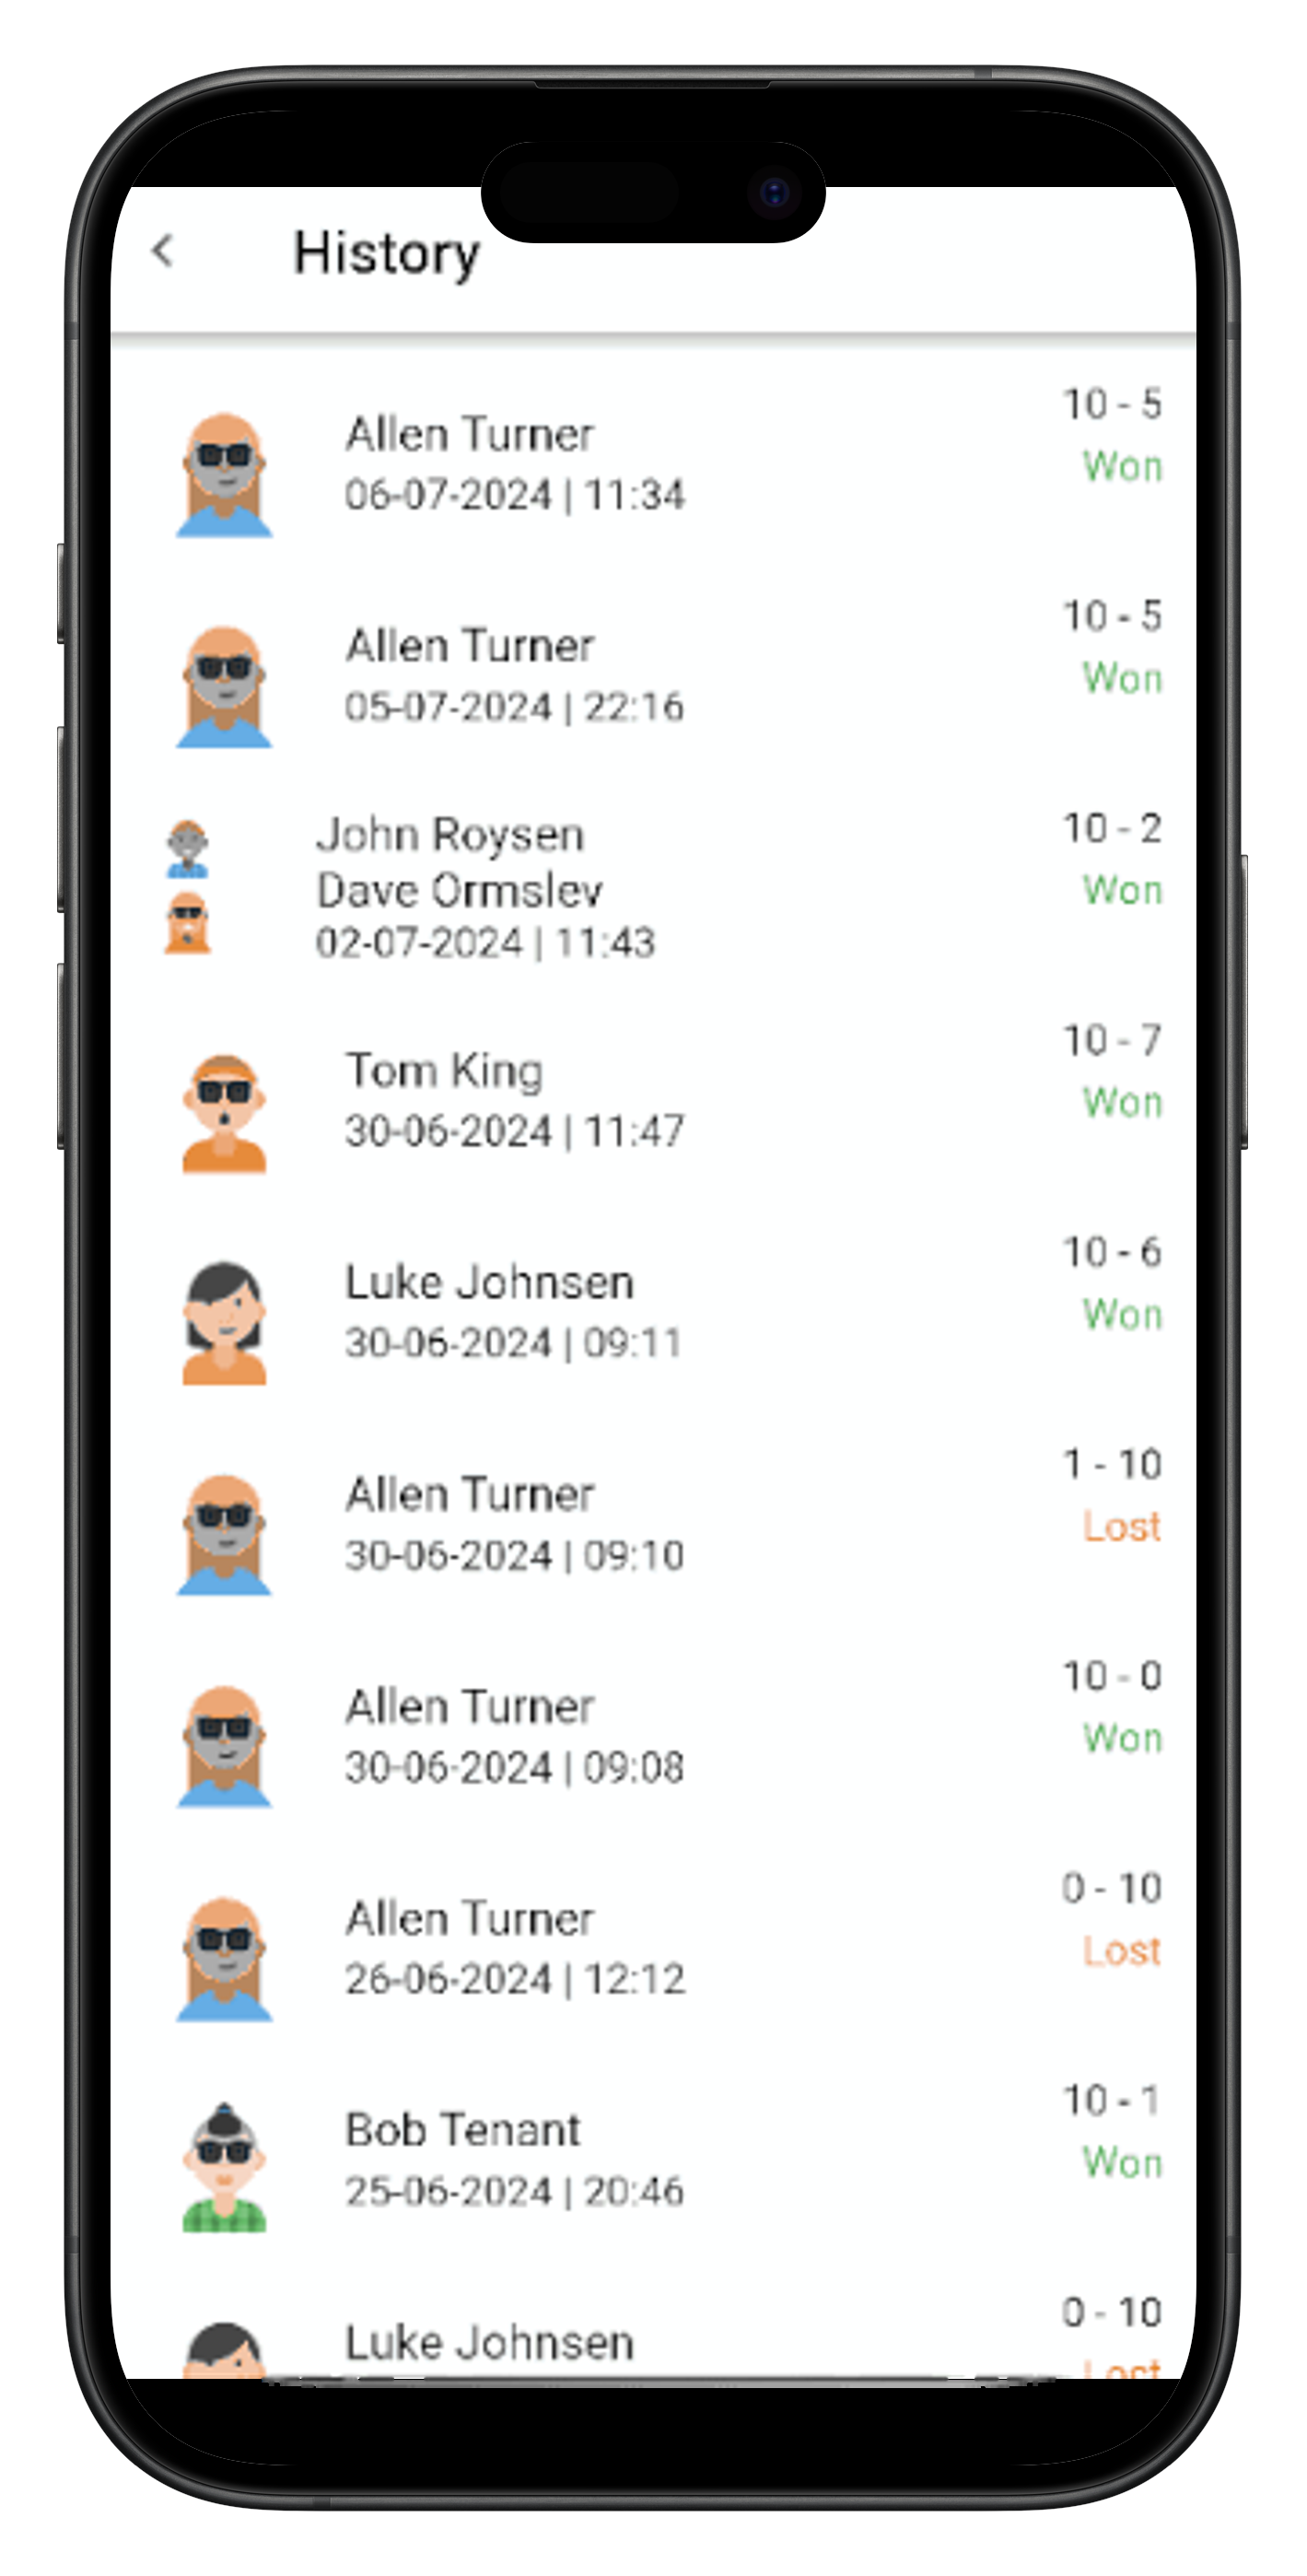 History
Allen Turner
06-07-2024 | 11:34
10 - 5
Won
Allen Turner
05-07-2024 | 22:16
10 - 5
Won
John Roysen
Dave Ormslev
02-07-2024 | 11:43
10 - 2
Won
Tom King
30-06-2024 | 11:47
10 - 7
Won
Luke Johnsen
30-06-2024 | 09:11
10 - 6
Won
Allen Turner
30-06-2024 | 09:10
1 - 10
Lost
Allen Turner
30-06-2024 | 09:08
10 - 0
Won
Allen Turner
26-06-2024 | 12:12
0 - 10
Lost
Bob Tenant
25-06-2024 | 20:46
10 - 1
Won
Luke Johnsen
0 - 10
Lost